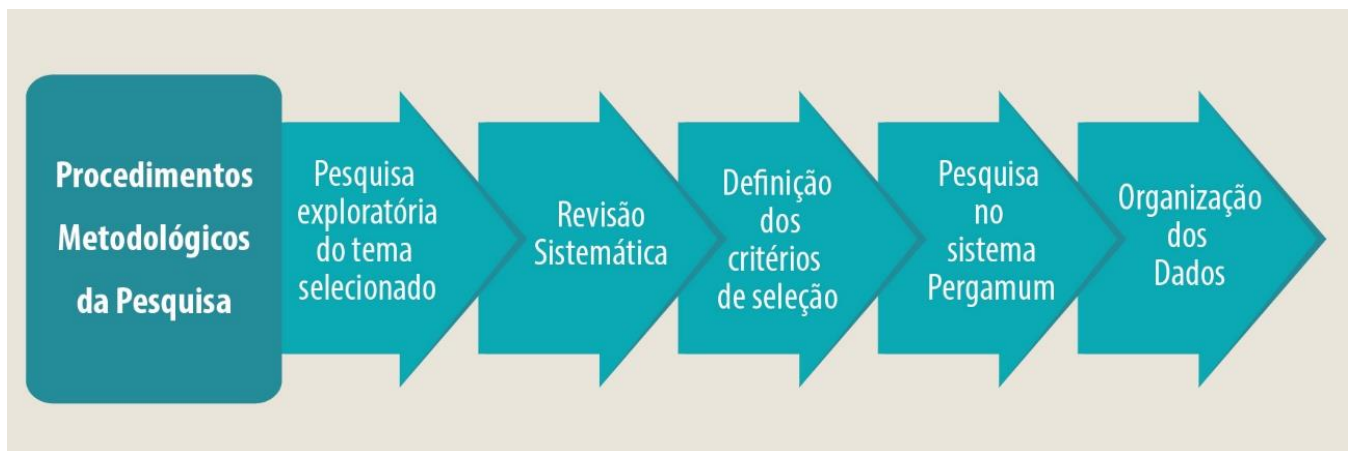 Procedimentos
Metodológicos
da Pesquisa
Pesquisa
exploratória
do tema
selecionado
Revisão
Sistemática
Definição
dos
critérios
de seleção
Pesquisa
no
sistema
Pergamum
Organização
dos
Dados